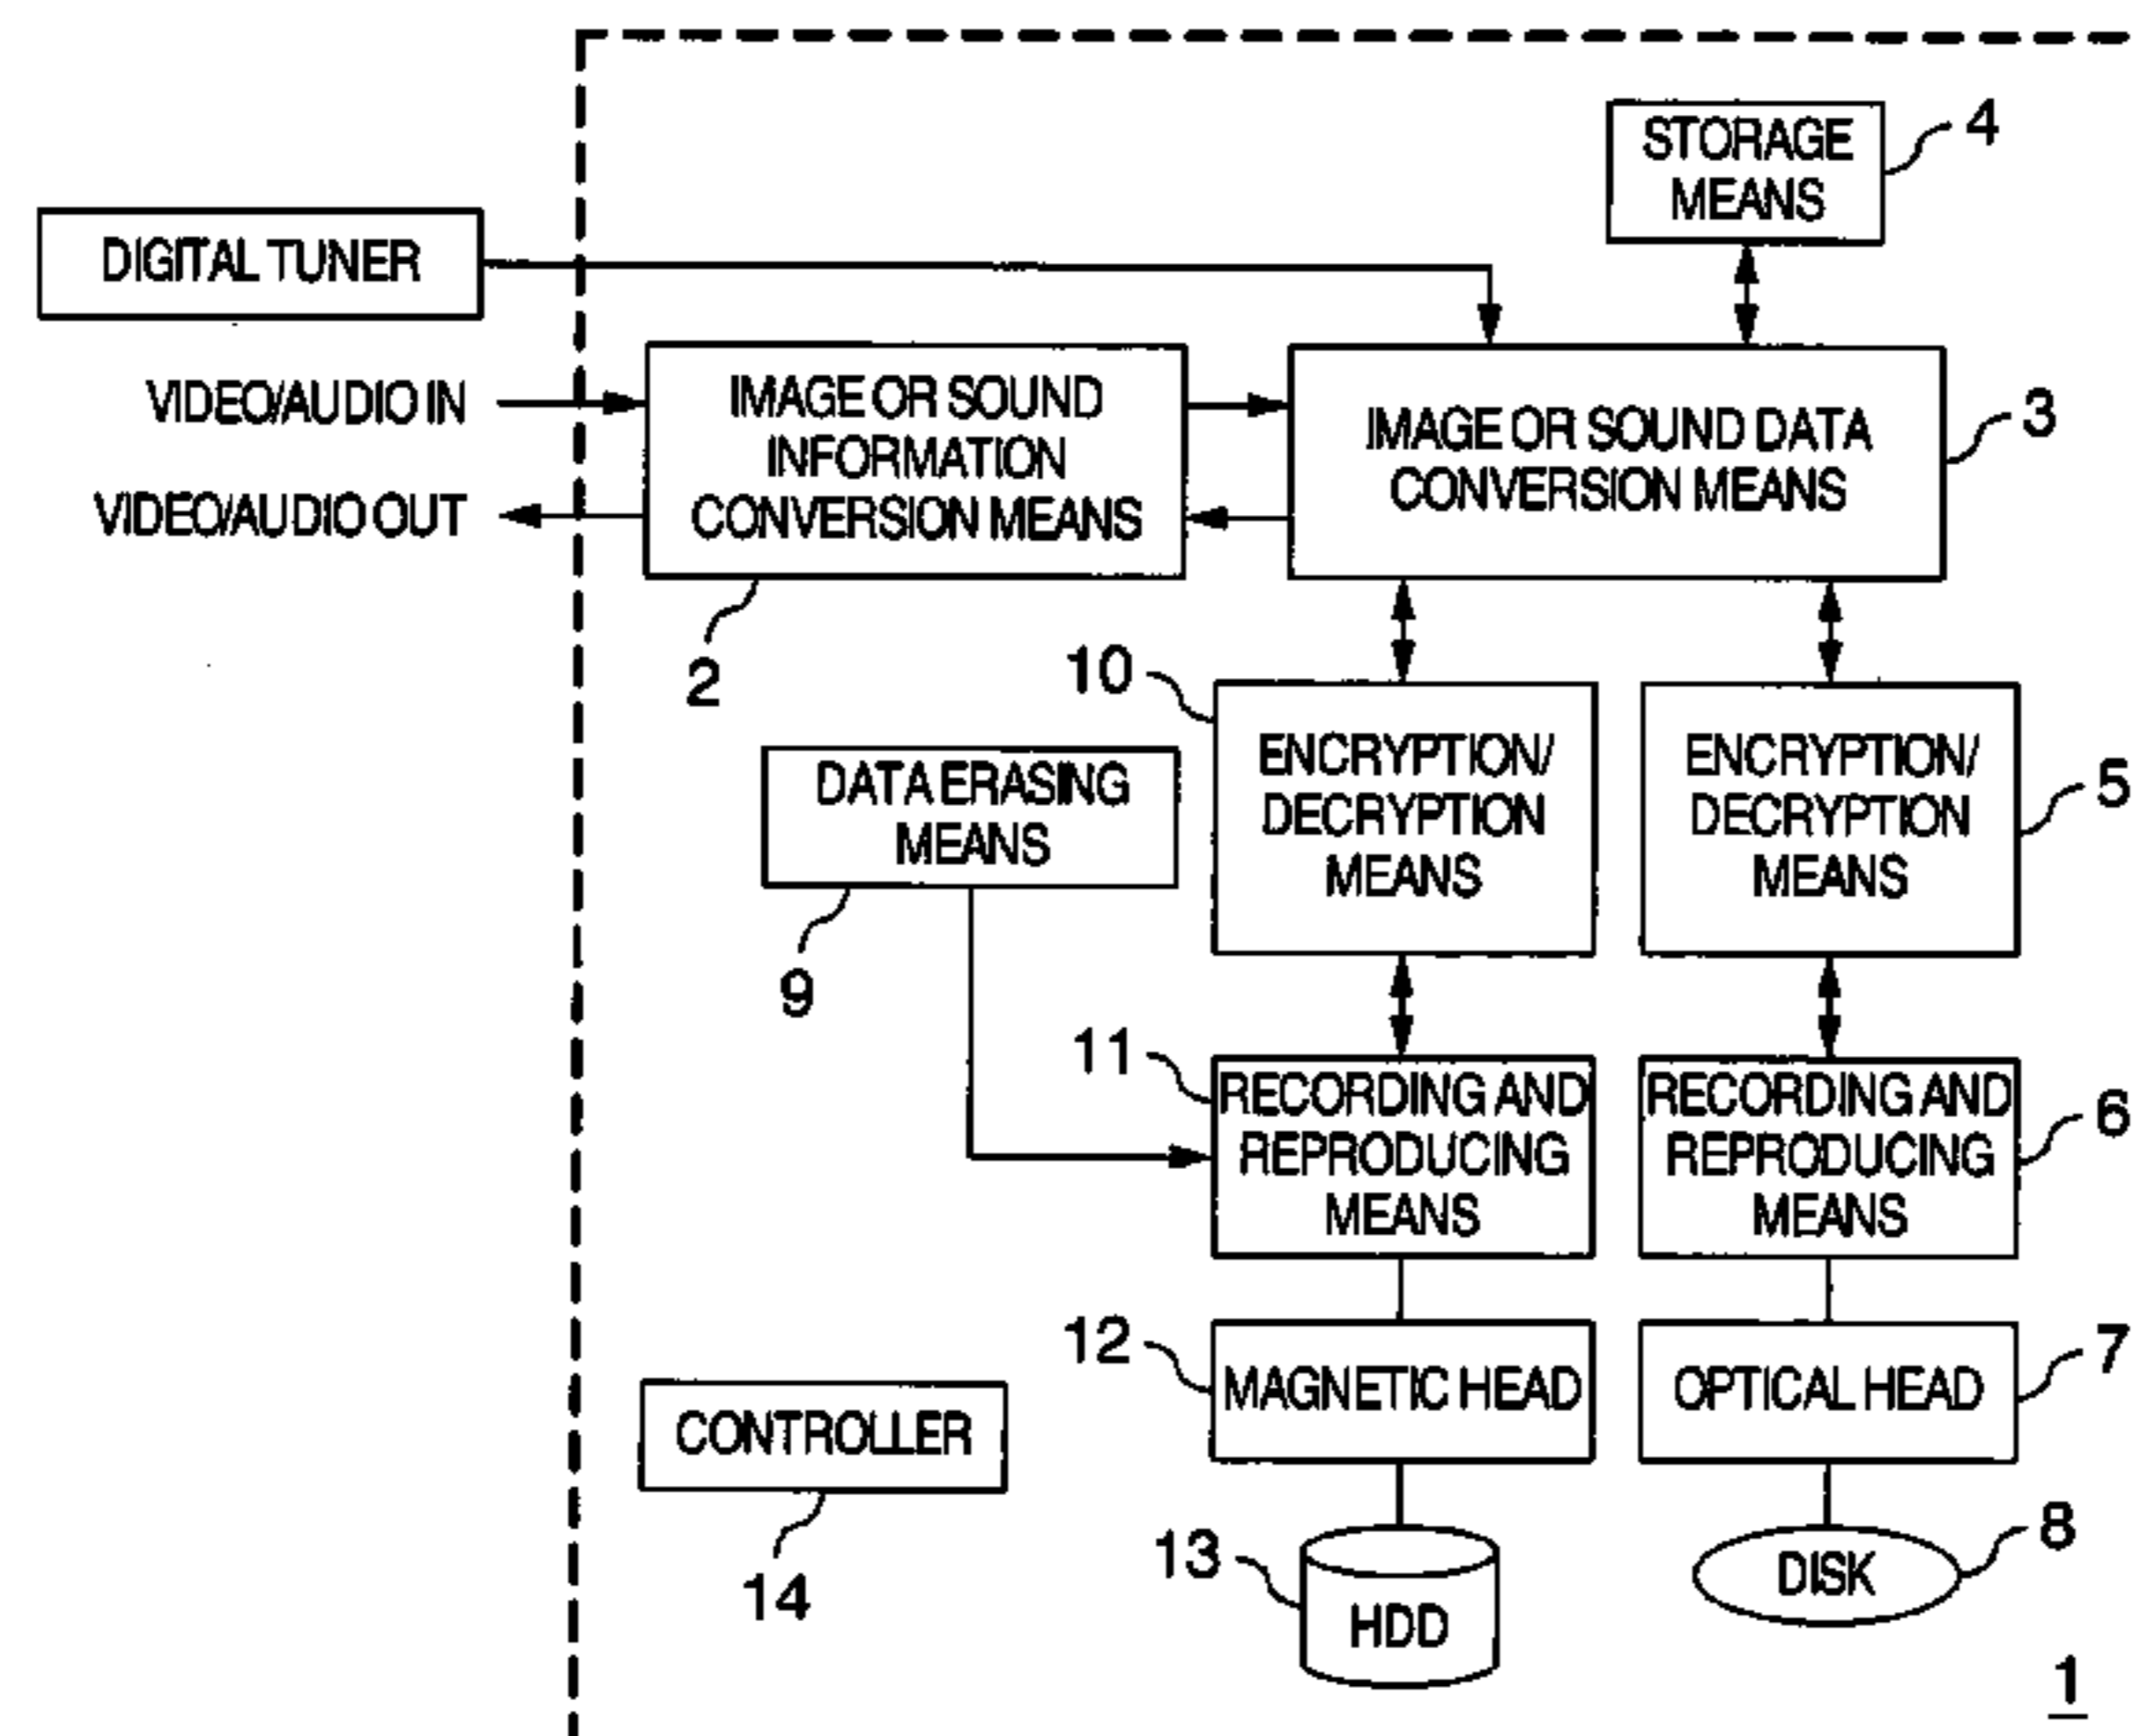 STORAGE
MEANS
4
DIGITAL TUNER
VIDEO/AUDIO IN
VIDEO/AUDIO OUT
IMAGE OR SOUND
INFORMATION
CONVERSION MEANS
2
IMAGE OR SOUND DATA
CONVERSION MEANS
3
10
ENCRYPTION/
DECRYPTION
MEANS
ENCRYPTION/
DECRYPTION
MEANS
5
DATA ERASING
MEANS
9
11
RECORDING AND
REPRODUCING
MEANS
RECORDING AND
REPRODUCING
MEANS
6
12
MAGNETIC HEAD
OPTICAL HEAD
7
CONTROLLER
14
13
HDD
DISK
8
1